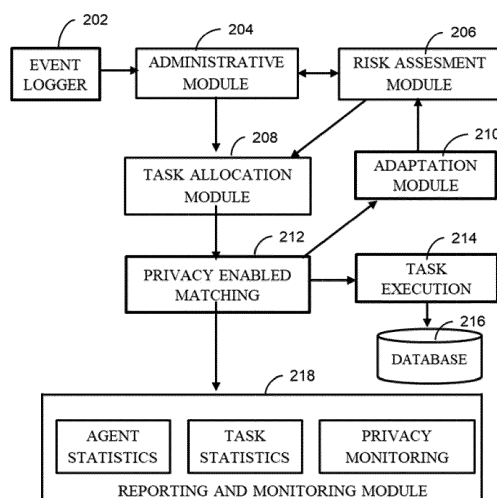 202
204
206
EVENT
LOGGER
ADMINISTRATIVE
MODULE
RISK ASSESMENT
MODULE
208
210
TASK ALLOCATION
MODULE
ADAPTATION
MODULE
212
214
PRIVACY ENABLED
MATCHING
TASK
EXECUTION
216
DATABASE
218
AGENT
STATISTICS
TASK
STATISTICS
PRIVACY
MONITORING
REPORTING AND MONITORING MODULE